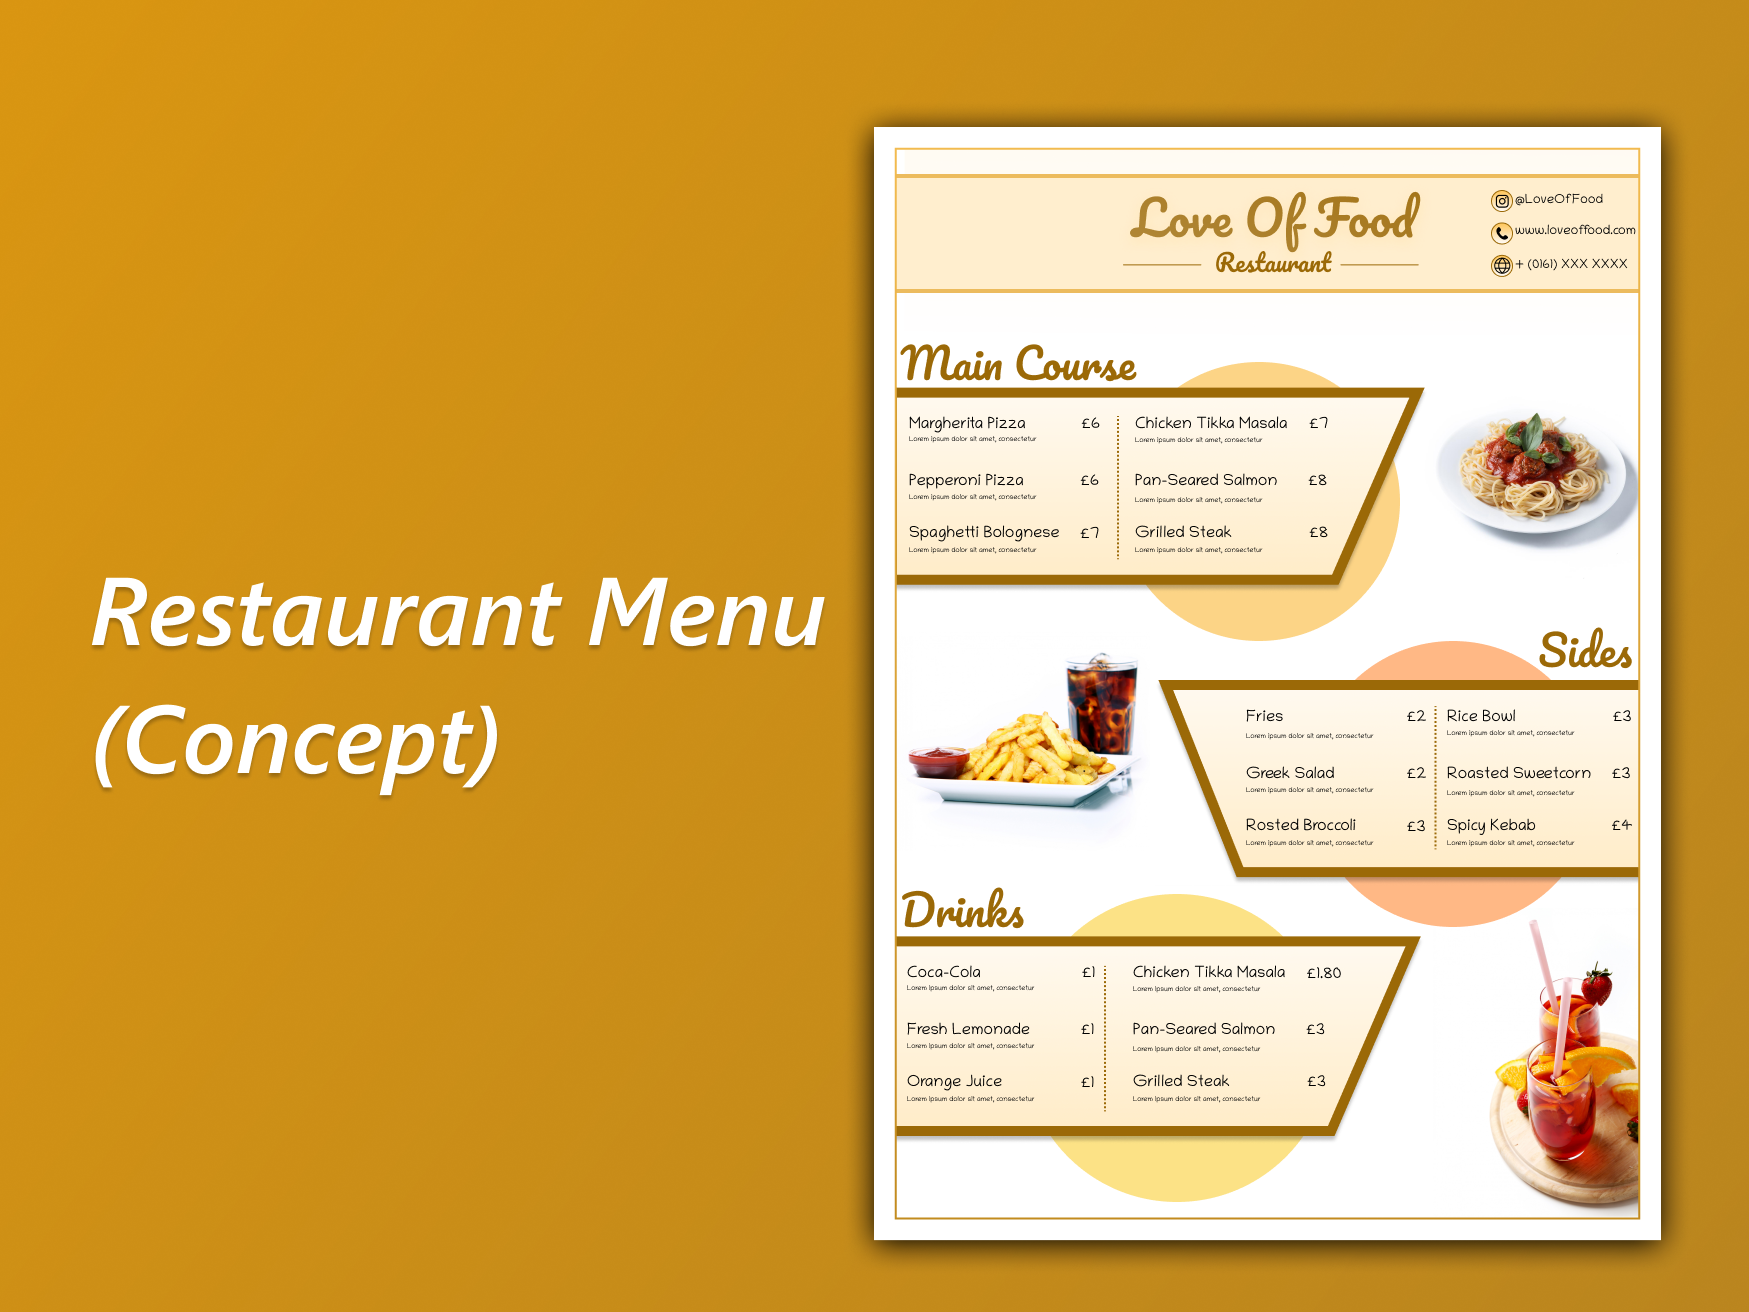 Restaurant Menu
(Concept)
Love Of Food
Restaurant
@LoveOfFood
www.loveoffood.com
+ (0161) XXX XXXX
Main Course
Margherita Pizza £6
Lorem ipsum dolor sit amet, consectetur
Pepperoni Pizza £6
Lorem ipsum dolor sit amet, consectetur
Spaghetti Bolognese £7
Lorem ipsum dolor sit amet, consectetur
Chicken Tikka Masala £7
Lorem ipsum dolor sit amet, consectetur
Pan-Seared Salmon £8
Lorem ipsum dolor sit amet, consectetur
Grilled Steak £8
Lorem ipsum dolor sit amet, consectetur
Sides
Fries £2
Lorem ipsum dolor sit amet, consectetur
Greek Salad £2
Lorem ipsum dolor sit amet, consectetur
Rosted Broccoli £3
Lorem ipsum dolor sit amet, consectetur
Rice Bowl £3
Lorem ipsum dolor sit amet, consectetur
Roasted Sweetcorn £3
Lorem ipsum dolor sit amet, consectetur
Spicy Kebab £4
Lorem ipsum dolor sit amet, consectetur
Drinks
Coca-Cola £1
Lorem ipsum dolor sit amet, consectetur
Fresh Lemonade £1
Lorem ipsum dolor sit amet, consectetur
Orange Juice £1
Lorem ipsum dolor sit amet, consectetur
Chicken Tikka Masala £1.80
Lorem ipsum dolor sit amet, consectetur
Pan-Seared Salmon £3
Lorem ipsum dolor sit amet, consectetur
Grilled Steak £3
Lorem ipsum dolor sit amet, consectetur